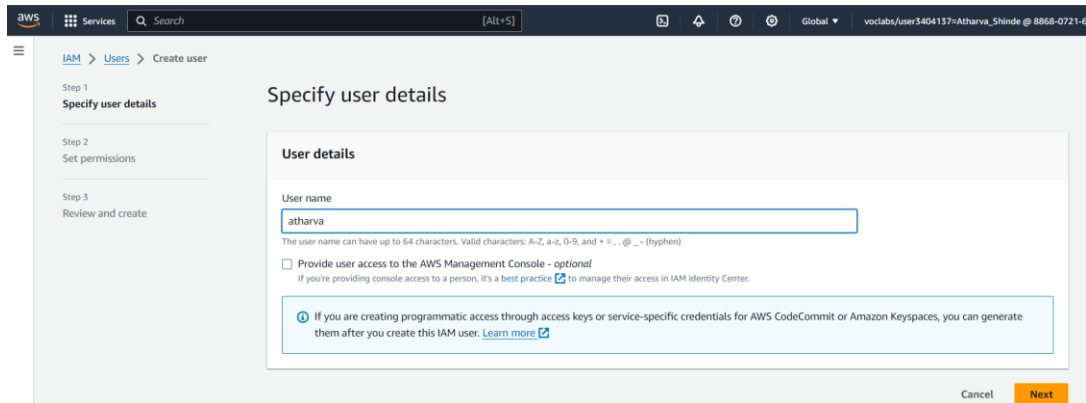 aws
Services
Search
[Alt+S]
Global
voclabs/user3404137=Atharva_Shinde @ 8868-0721-6
IAM > Users > Create user
Step 1
Specify user details
Step 2
Set permissions
Step 3
Review and create
Specify user details
User details
User name
atharva
The user name can have up to 64 characters. Valid characters: A-Z, a-z, 0-9, and + = , . @ _ - (hyphen)
Provide user access to the AWS Management Console - optional
If you're providing console access to a person, it's a best practice to manage their access in IAM Identity Center.
If you are creating programmatic access through access keys or service-specific credentials for AWS CodeCommit or Amazon Keyspaces, you can generate
them after you create this IAM user. Learn more
Cancel
Next